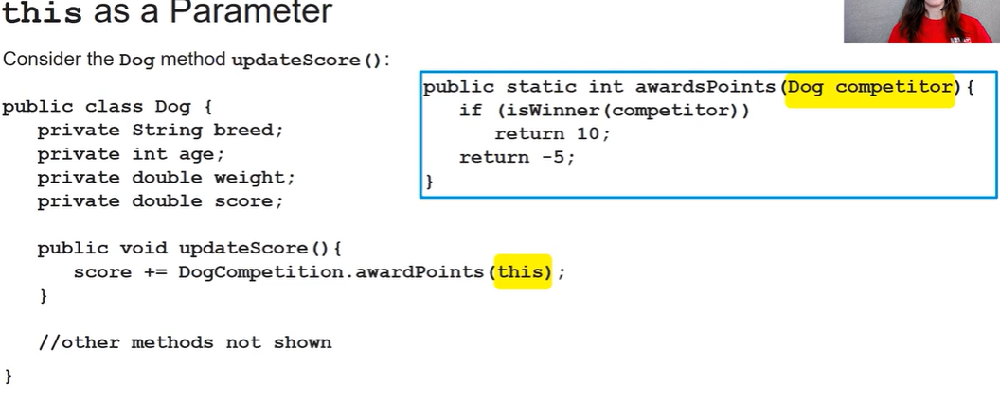 this as a Parameter
Consider the Dog method updateScore():
public class Dog {
private String breed;
private int age;
private double weight;
private double score;
public void updateScore(){
score += DogCompetition.awardPoints(this);
}
//other methods not shown
}
public static int awardsPoints(Dog competitor){
if (isWinner(competitor))
return 10;
return -5;
}